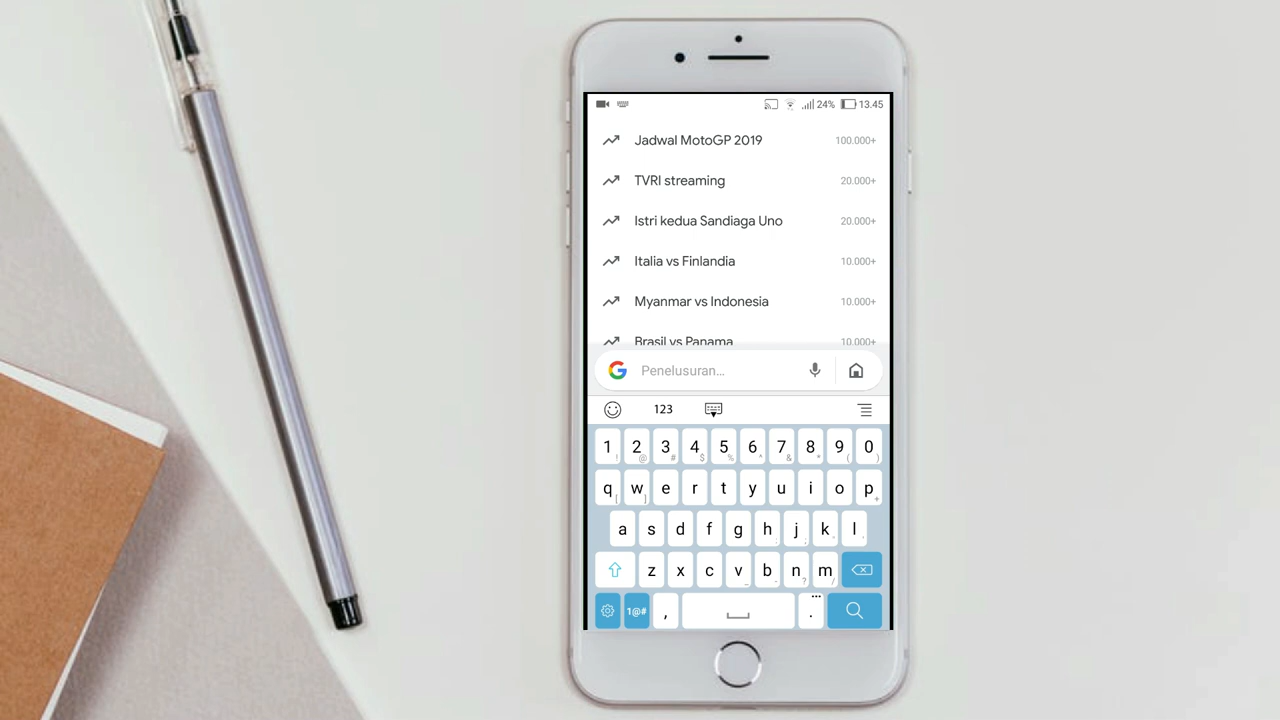 24% 13.45
Jadwal MotoGP 2019 100.000+
TVRI streaming 20.000+
Istri kedua Sandiaga Uno 20.000+
Italia vs Finlandia 10.000+
Myanmar vs Indonesia 10.000+
Brasil vs Panama 10.000+
G Penelusuran...
123
1 ! 2 @ 3 # 4 $ 5 % 6 ^ 7 & 8 * 9 ( 0 )
q [ w ] e r t y u i o p +
a s d f g h j ; k l
z x c v _ b n ? m /
1@# , ... .